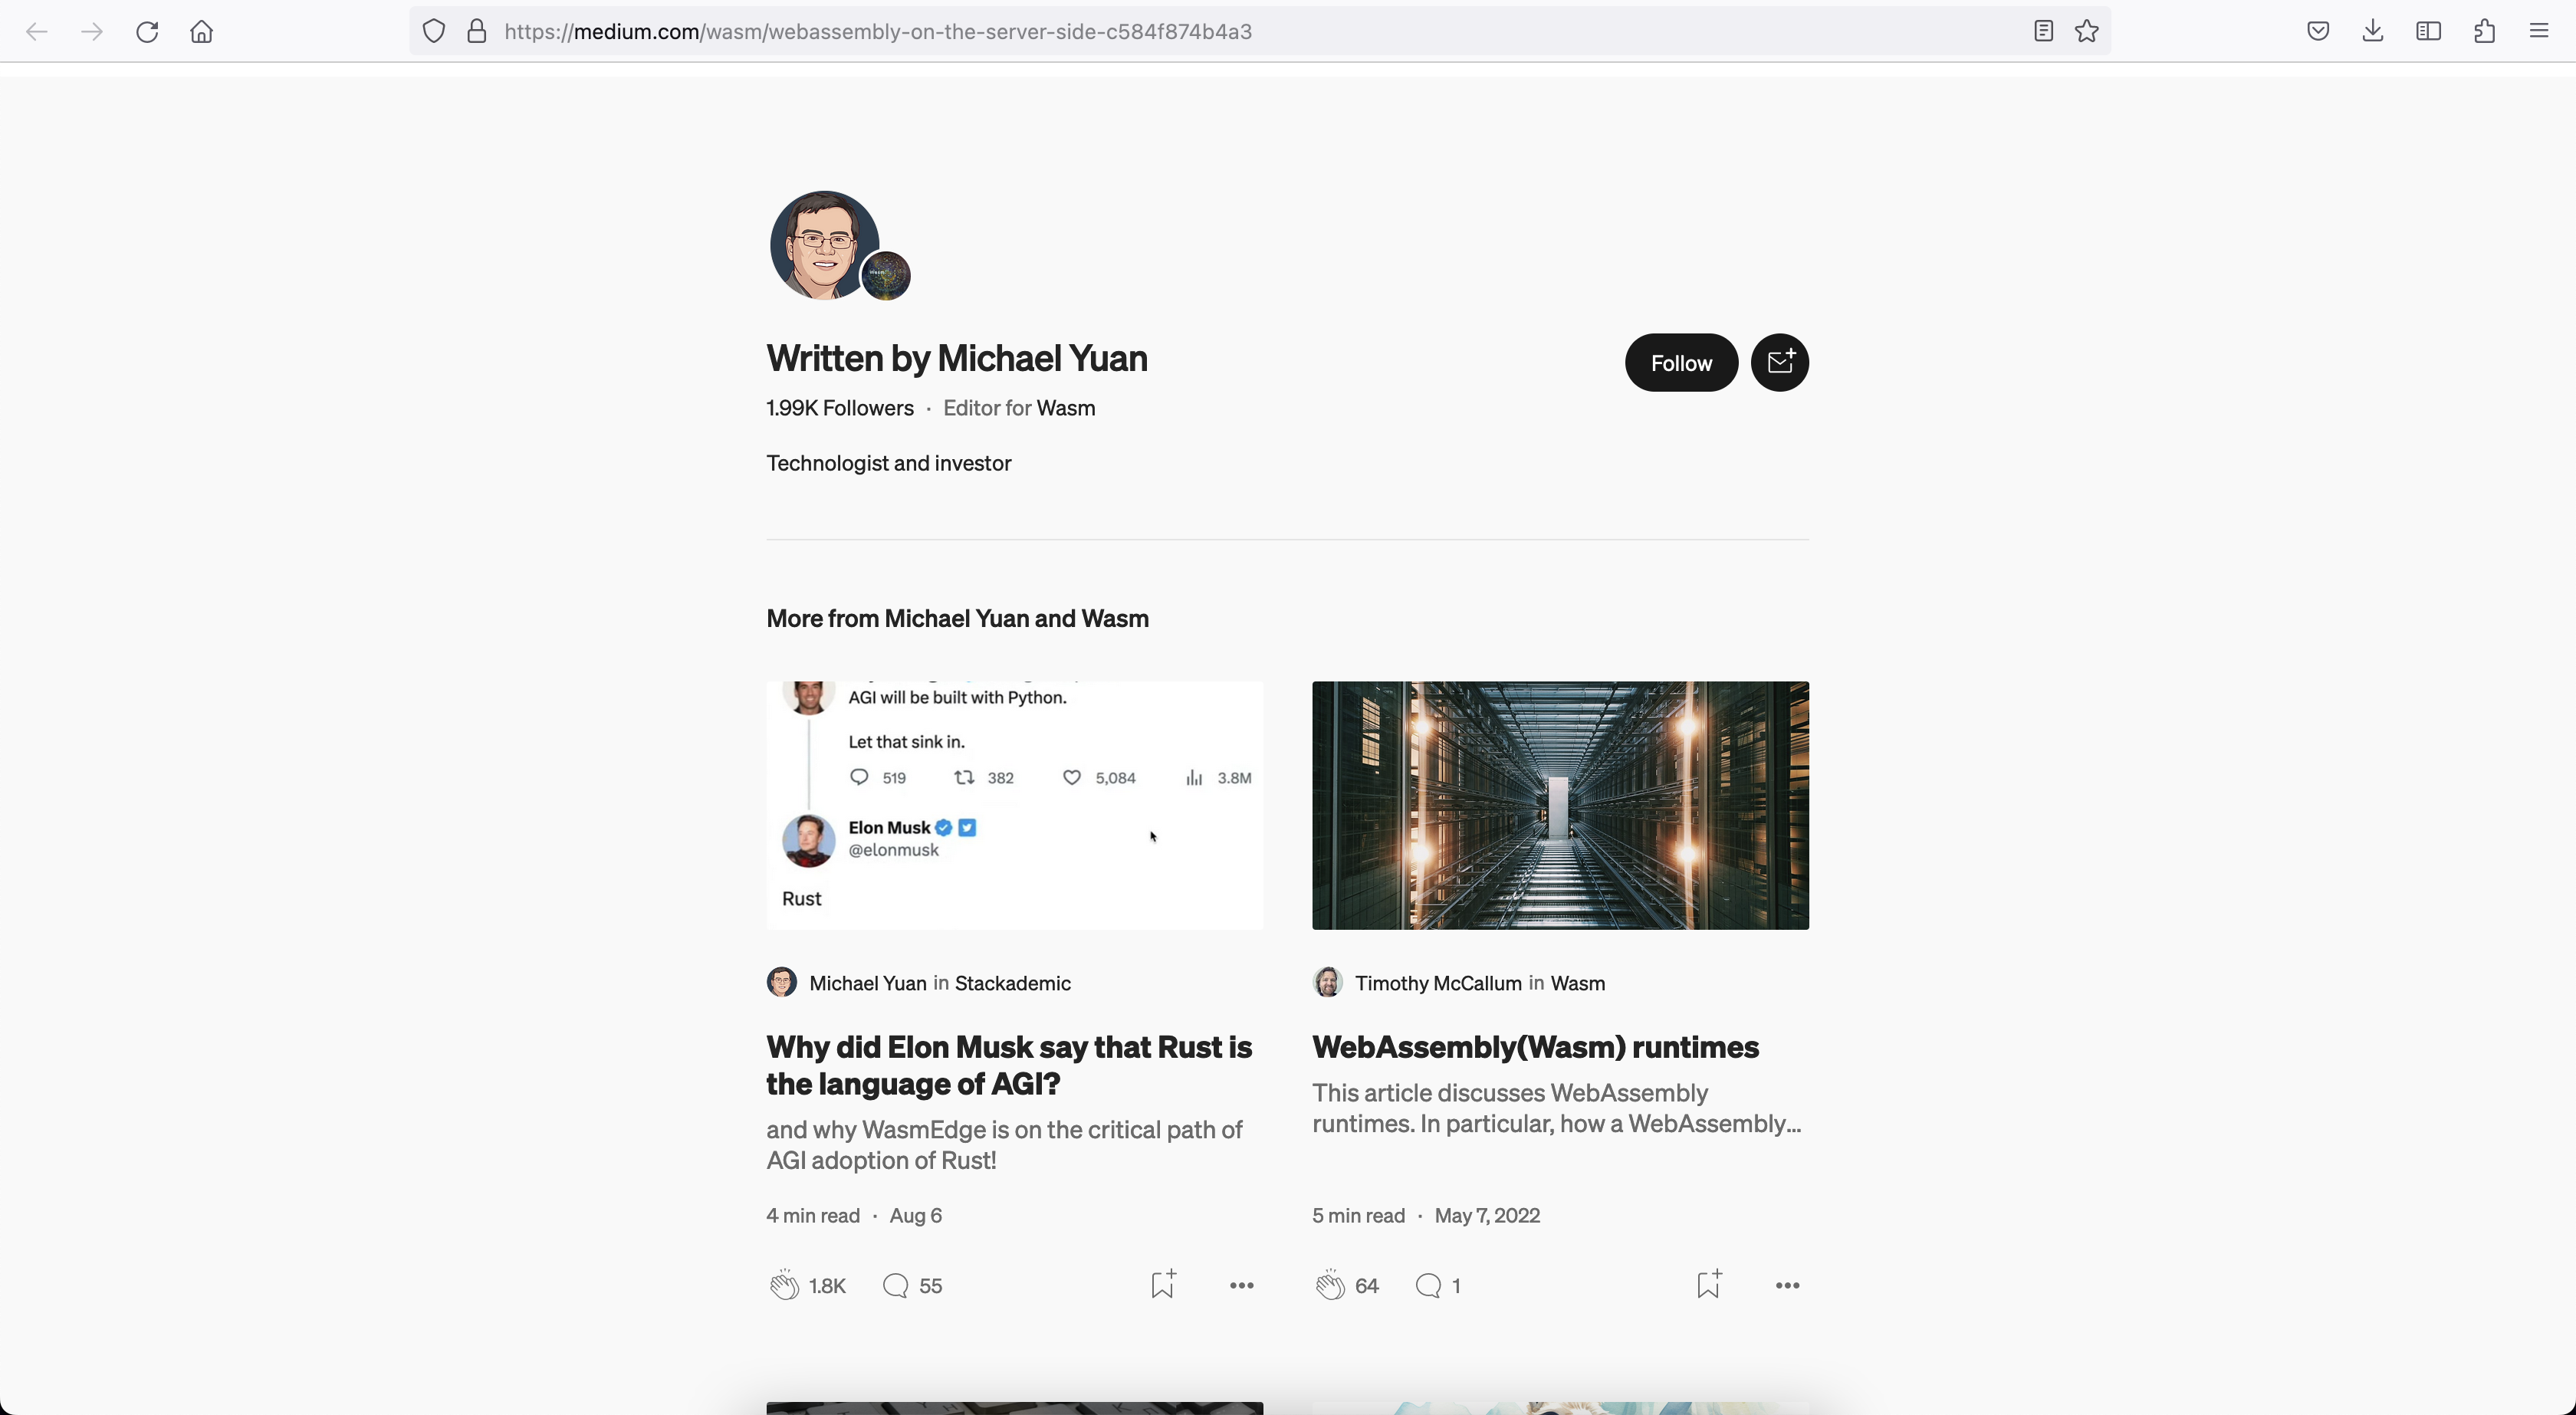 https://medium.com/wasm/webassembly-on-the-server-side-c584f874b4a3
Written by Michael Yuan
Follow
1.99K Followers · Editor for Wasm
Technologist and investor
More from Michael Yuan and Wasm
AGI will be built with Python.
Let that sink in.
519 382 5,084 3.8M
Elon Musk
@elonmusk
Rust
Michael Yuan in Stackademic
Why did Elon Musk say that Rust is
the language of AGI?
and why WasmEdge is on the critical path of
AGI adoption of Rust!
4 min read · Aug 6
1.8K 55
Timothy McCallum in Wasm
WebAssembly(Wasm) runtimes
This article discusses WebAssembly
runtimes. In particular, how a WebAssembly...
5 min read · May 7, 2022
64 1